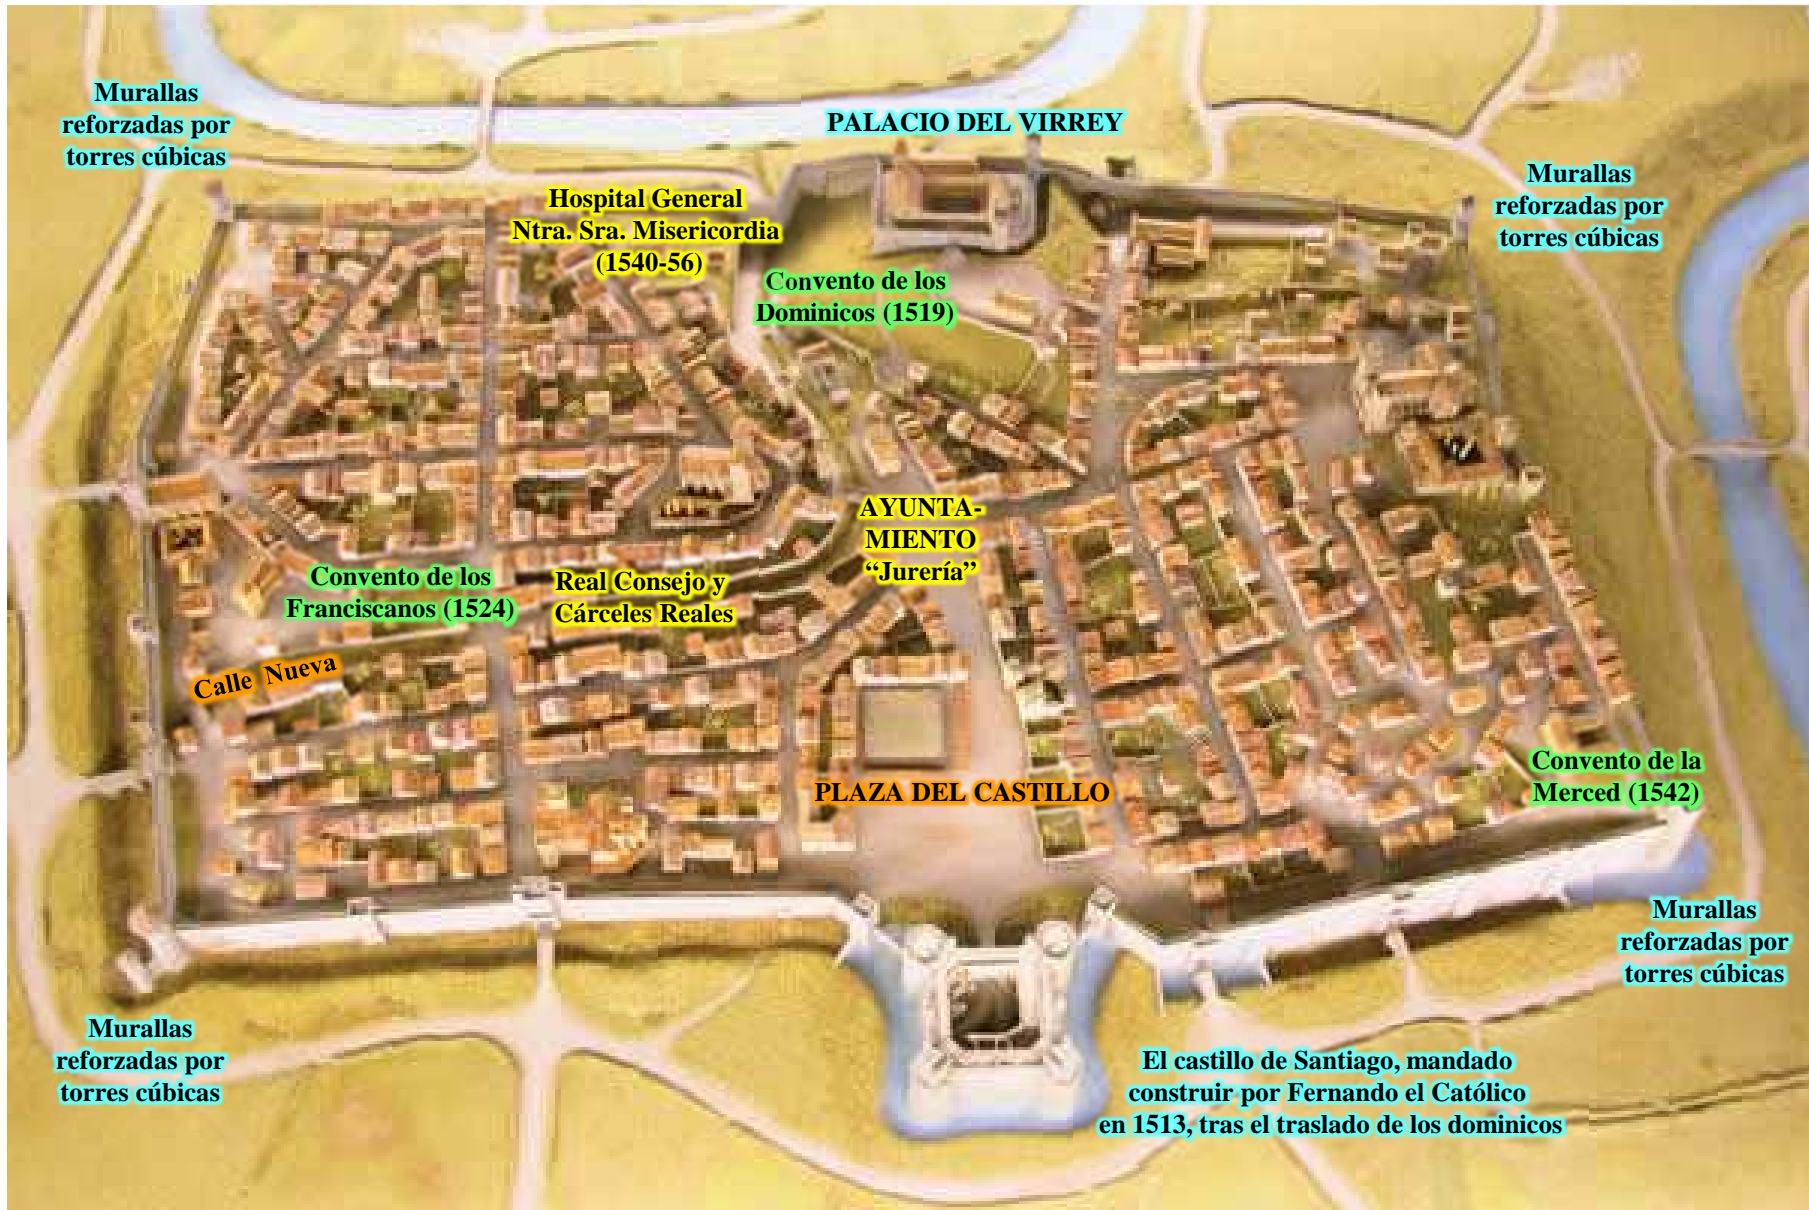 Murallas
reforzadas por
torres cúbicas
PALACIO DEL VIRREY
Murallas
reforzadas por
torres cúbicas
Hospital General
Ntra. Sra. Misericordia
(1540-56)
Convento de los
Dominicos (1519)
AYUNTA-
MIENTO
“Jurería”
Convento de los
Franciscanos (1524)
Real Consejo y
Cárceles Reales
Calle Nueva
PLAZA DEL CASTILLO
Convento de la
Merced (1542)
Murallas
reforzadas por
torres cúbicas
Murallas
reforzadas por
torres cúbicas
El castillo de Santiago, mandado
construir por Fernando el Católico
en 1513, tras el traslado de los dominicos